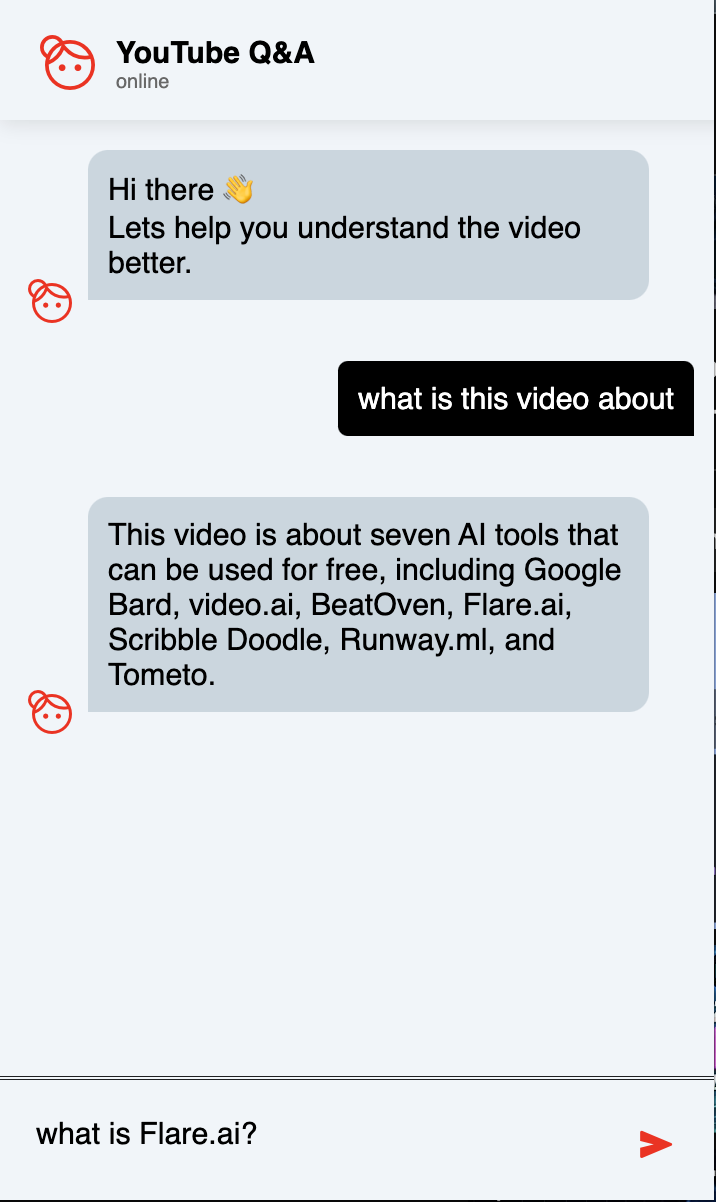 YouTube Q&A
online
Hi there 👋
Lets help you understand the video
better.
what is this video about
This video is about seven AI tools that
can be used for free, including Google
Bard, video.ai, BeatOven, Flare.ai,
Scribble Doodle, Runway.ml, and
Tometo.
what is Flare.ai?